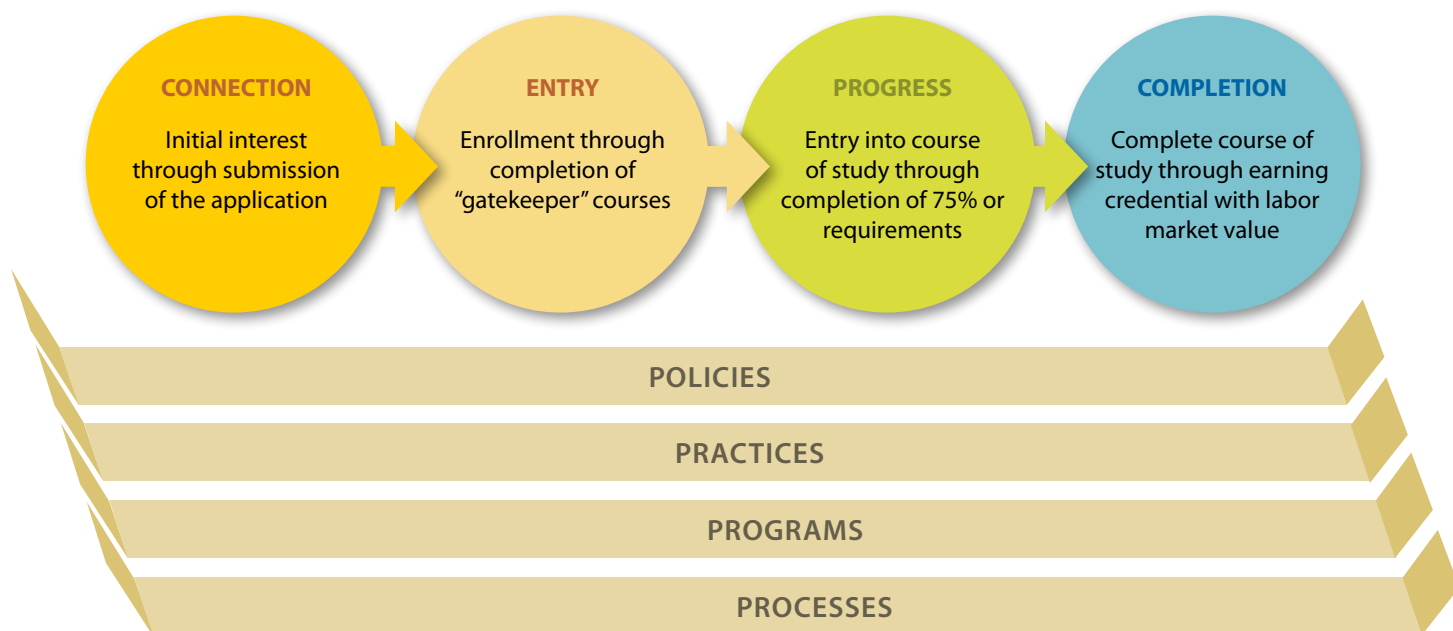 CONNECTION
Initial interest
through submission
of the application
ENTRY
Enrollment through
completion of
“gatekeeper” courses
PROGRESS
Entry into course
of study through
completion of 75% or
requirements
COMPLETION
Complete course of
study through earning
credential with labor
market value
POLICIES
PRACTICES
PROGRAMS
PROCESSES